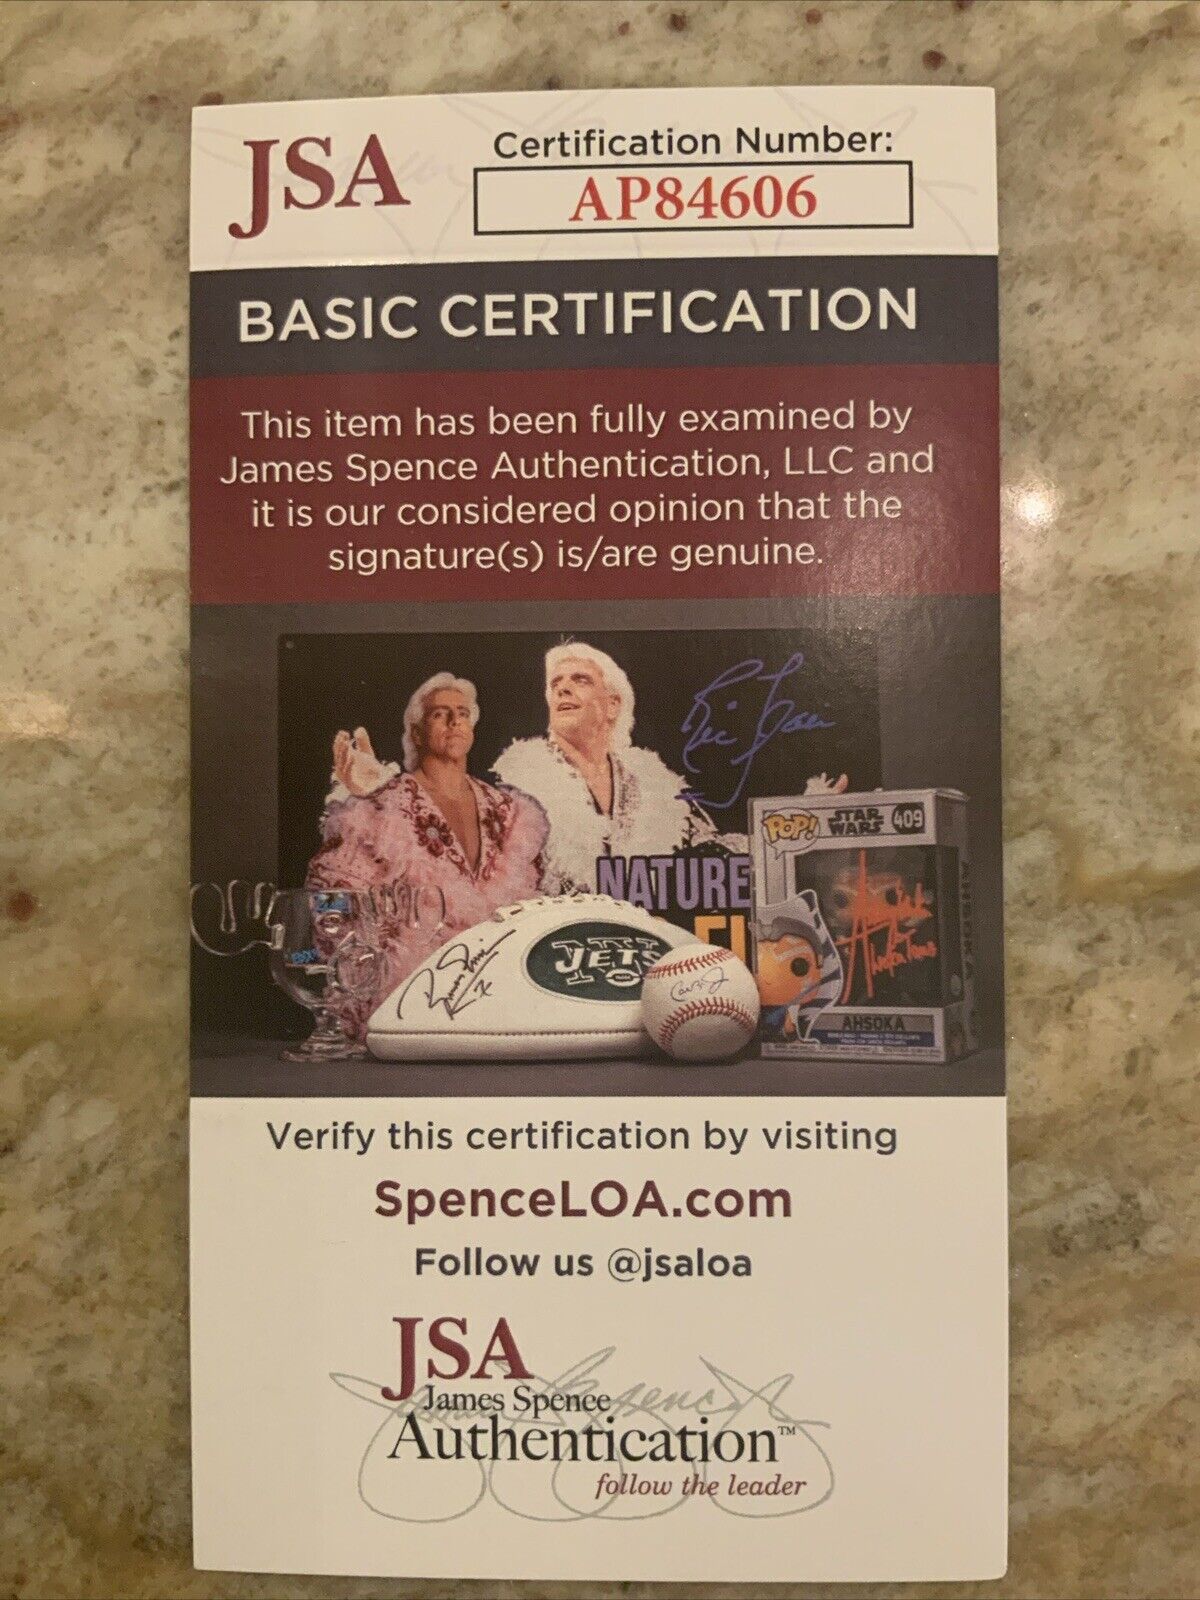 JSA
Certification Number:
AP84606
BASIC CERTIFICATION
This item has been fully examined by
James Spence Authentication, LLC and
it is our considered opinion that the
signature(s) is/are genuine.
NATURE
JETS
POP!
STAR
WARS
409
AHSOKA
AHSOKA
Verify this certification by visiting
SpenceLOA.com
Follow us @jsaloa
JSA
James Spence
Authentication™
follow the leader